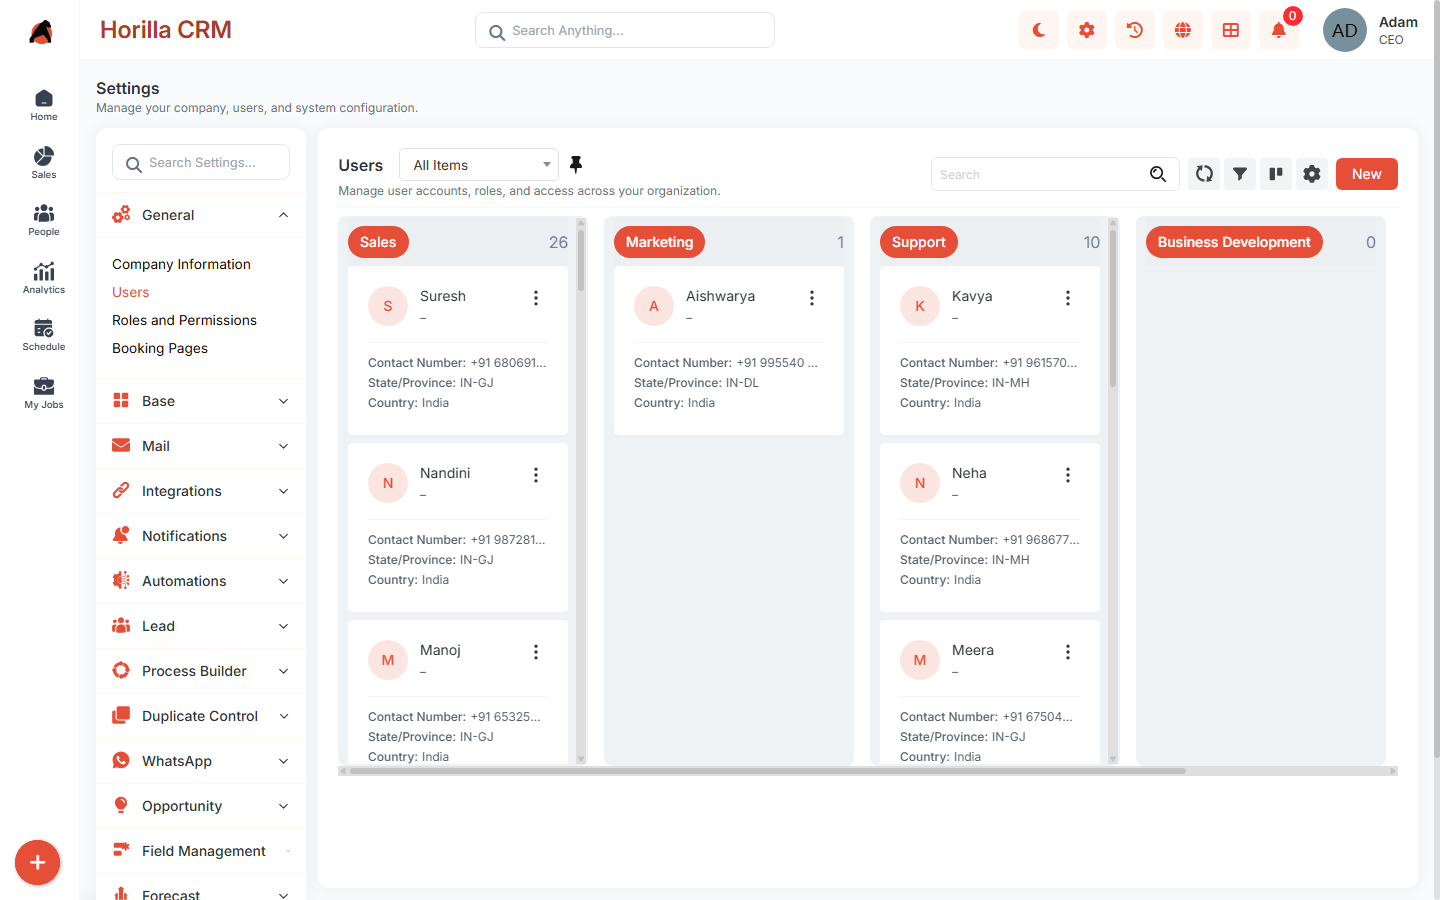 Horilla CRM
Search Anything...
0
AD
Adam
CEO
Home
Sales
People
Analytics
Schedule
My Jobs
Settings
Manage your company, users, and system configuration.
Search Settings...
General
Company Information
Users
Roles and Permissions
Booking Pages
Base
Mail
Integrations
Notifications
Automations
Lead
Process Builder
Duplicate Control
WhatsApp
Opportunity
Field Management
Forecast
Users
All Items
Manage user accounts, roles, and access across your organization.
Search
New
Sales 26
S
Suresh
–
Contact Number: +91 680691...
State/Province: IN-GJ
Country: India
N
Nandini
–
Contact Number: +91 987281...
State/Province: IN-GJ
Country: India
M
Manoj
–
Contact Number: +91 65325...
State/Province: IN-GJ
Country: India
Marketing 1
A
Aishwarya
–
Contact Number: +91 995540 ...
State/Province: IN-DL
Country: India
Support 10
K
Kavya
–
Contact Number: +91 961570...
State/Province: IN-MH
Country: India
N
Neha
–
Contact Number: +91 968677...
State/Province: IN-MH
Country: India
M
Meera
–
Contact Number: +91 67504...
State/Province: IN-GJ
Country: India
Business Development 0